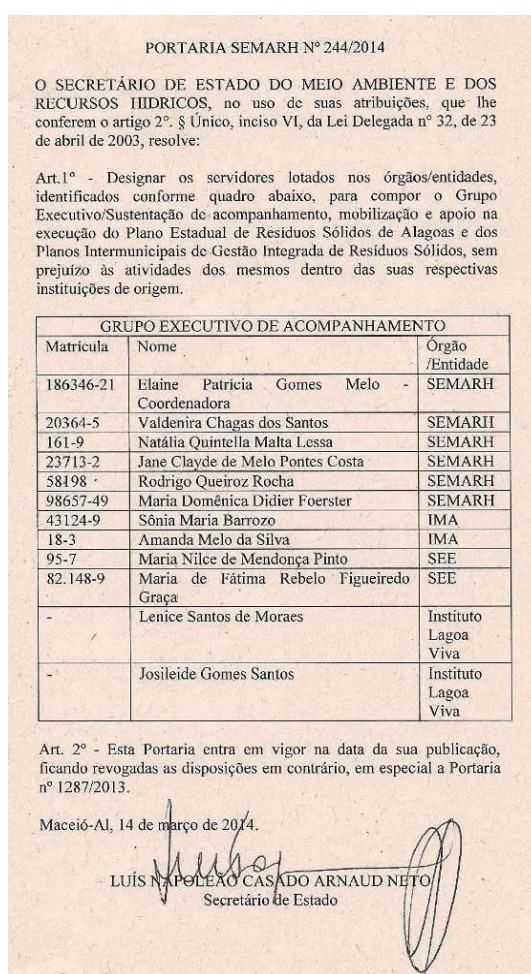 PORTARIA SEMARH Nº 244/2014
O SECRETÁRIO DE ESTADO DO MEIO AMBIENTE E DOS
RECURSOS HIDRICOS, no uso de suas atribuições, que lhe
conferem o artigo 2°. § Único, inciso VI, da Lei Delegada nº 32, de 23
de abril de 2003, resolve:
Art.1º - Designar os servidores lotados nos órgãos/entidades,
identificados conforme quadro abaixo, para compor o Grupo
Executivo/Sustentação de acompanhamento, mobilização e apoio na
execução do Plano Estadual de Resíduos Sólidos de Alagoas e dos
Planos Intermunicipais de Gestão Integrada de Resíduos Sólidos, sem
prejuízo às atividades dos mesmos dentro das suas respectivas
instituições de origem.
GRUPO EXECUTIVO DE ACOMPANHAMENTO
Matrícula Nome Órgão
/Entidade
186346-21 Elaine Patrícia Gomes Melo - SEMARH
Coordenadora
20364-5 Valdenira Chagas dos Santos SEMARH
161-9 Natália Quintella Malta Lessa SEMARH
23713-2 Jane Clayde de Melo Pontes Costa SEMARH
58198 Rodrigo Queiroz Rocha SEMARH
98657-49 Maria Domênica Didier Foerster SEMARH
43124-9 Sônia Maria Barrozo IMA
18-3 Amanda Melo da Silva IMA
95-7 Maria Nilce de Mendonça Pinto SEE
82.148-9 Maria de Fátima Rebelo Figueiredo SEE
Graça
- Lenice Santos de Moraes Instituto
Lagoa
Viva
- Josileide Gomes Santos Instituto
Lagoa
Viva
Art. 2º - Esta Portaria entra em vigor na data da sua publicação,
ficando revogadas as disposições em contrário, em especial a Portaria
nº 1287/2013.
Maceió-Al, 14 de março de 2014.
LUÍS NAPOLEÃO CASADO ARNAUD NETO
Secretário de Estado